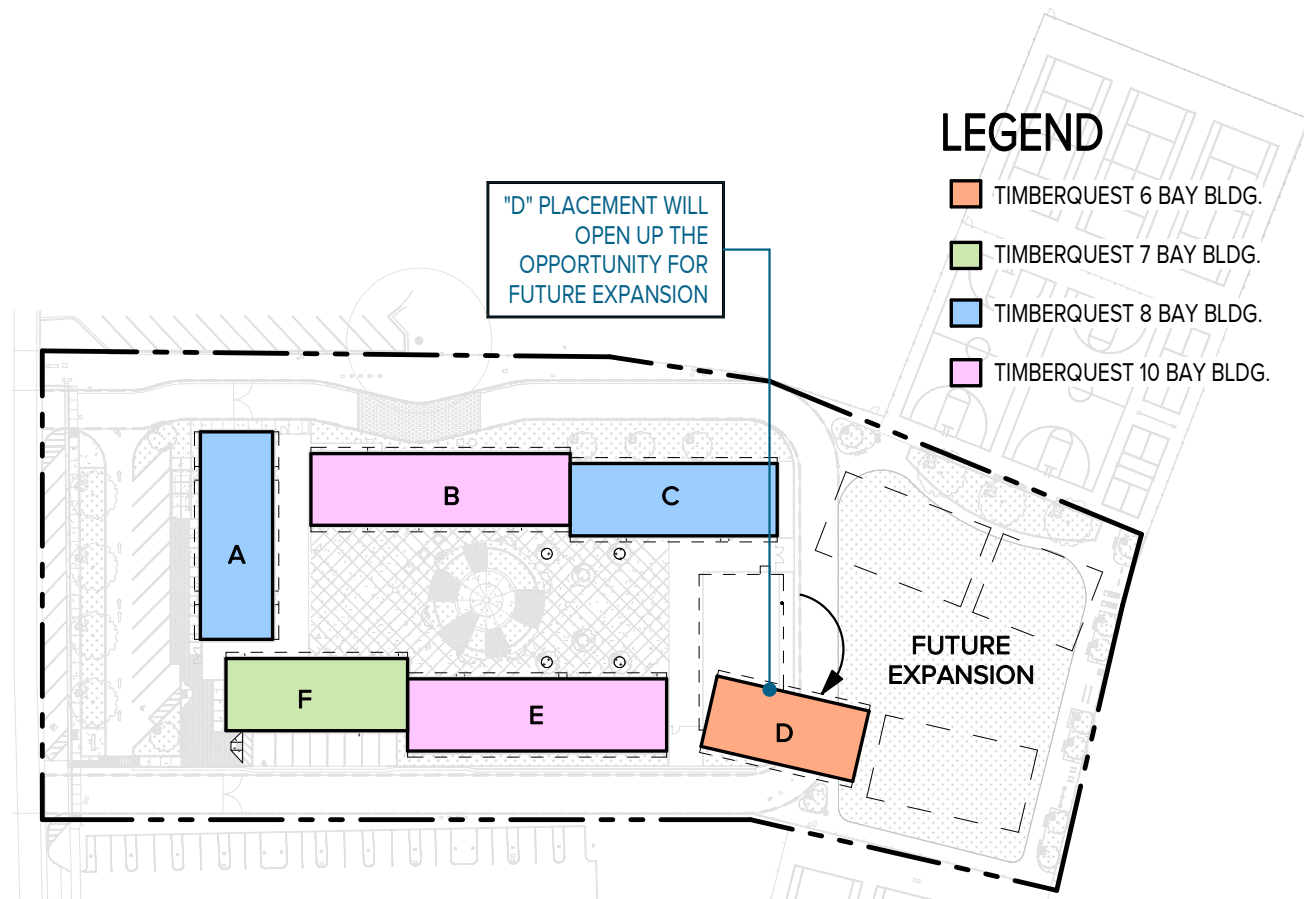 LEGEND
TIMBERQUEST 6 BAY BLDG.
TIMBERQUEST 7 BAY BLDG.
TIMBERQUEST 8 BAY BLDG.
TIMBERQUEST 10 BAY BLDG.
"D" PLACEMENT WILL
OPEN UP THE
OPPORTUNITY FOR
FUTURE EXPANSION
A
B
C
F
E
D
FUTURE
EXPANSION